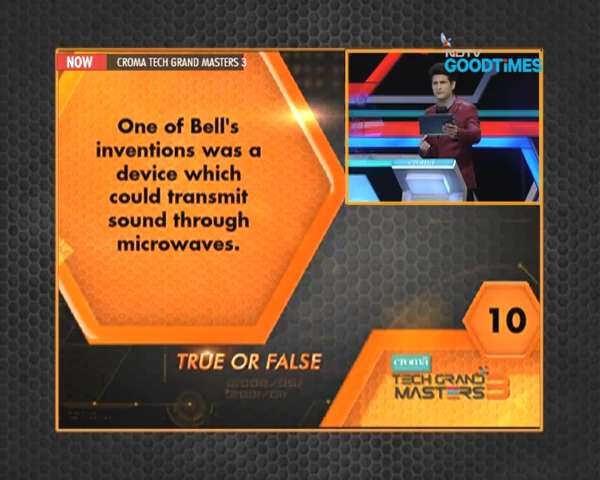 NDTV
GOODTiMES
NOW
CROMA TECH GRAND MASTERS 3
One of Bell's
inventions was a
device which
could transmit
sound through
microwaves.
croma
10
TRUE OR FALSE
croma
TECH GRAND
MASTERS 3